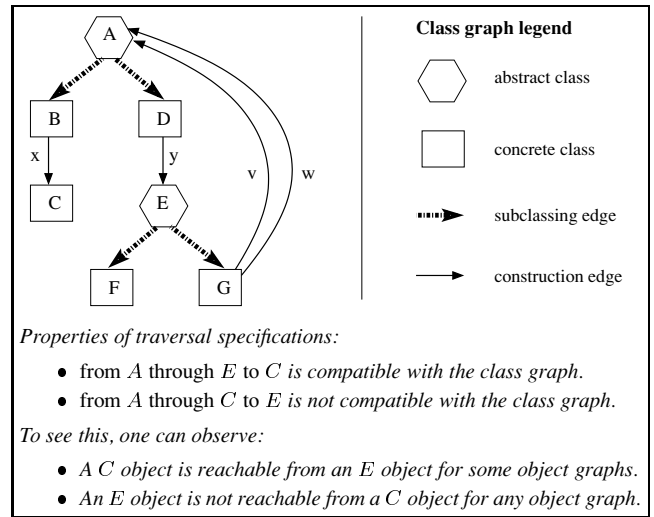 A
Class graph legend
abstract class
B
D
x
y
concrete class
v
w
C
E
subclassing edge
F
G
construction edge
Properties of traversal specifications:
• from A through E to C is compatible with the class graph.
• from A through C to E is not compatible with the class graph.
To see this, one can observe:
• A C object is reachable from an E object for some object graphs.
• An E object is not reachable from a C object for any object graph.